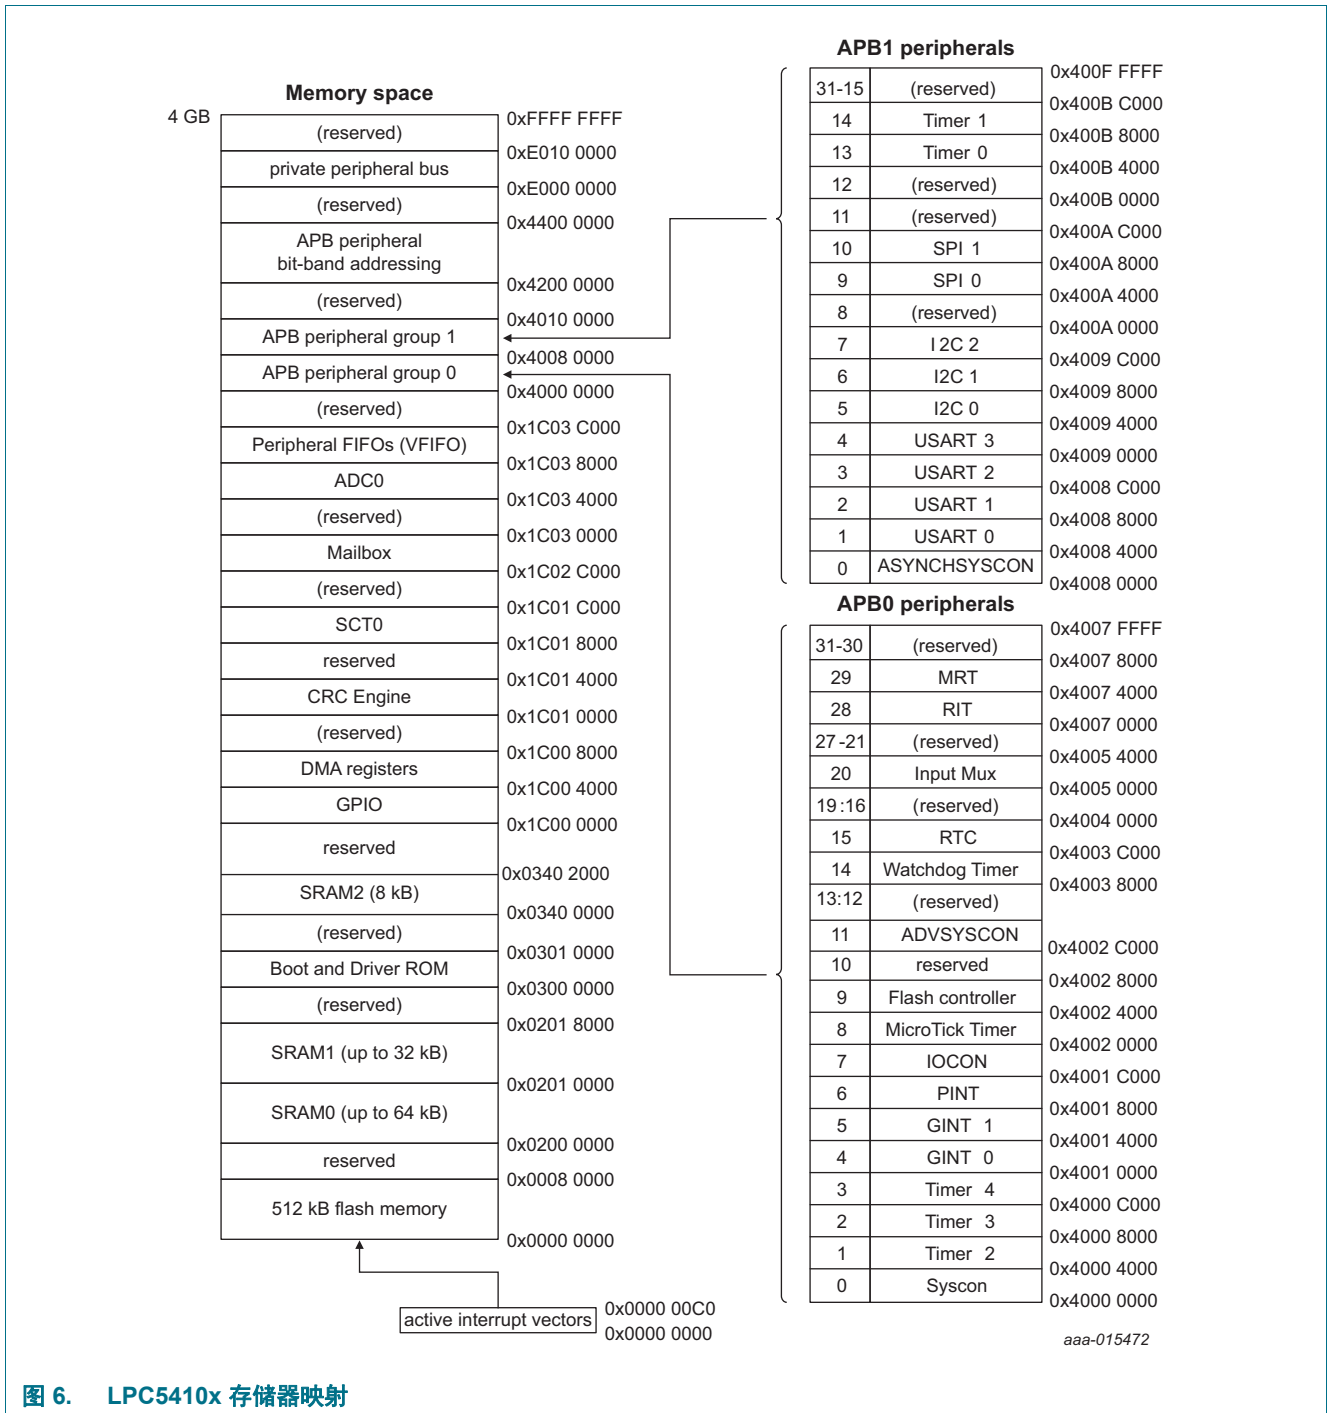 Memory space
4 GB
0xFFFF FFFF
(reserved)
0xE010 0000
private peripheral bus
0xE000 0000
(reserved)
0x4400 0000
APB peripheral
bit-band addressing
0x4200 0000
(reserved)
0x4010 0000
APB peripheral group 1
0x4008 0000
APB peripheral group 0
0x4000 0000
(reserved)
0x1C03 C000
Peripheral FIFOs (VFIFO)
0x1C03 8000
ADC0
0x1C03 4000
(reserved)
0x1C03 0000
Mailbox
0x1C02 C000
(reserved)
0x1C01 C000
SCT0
0x1C01 8000
reserved
0x1C01 4000
CRC Engine
0x1C01 0000
(reserved)
0x1C00 8000
DMA registers
0x1C00 4000
GPIO
0x1C00 0000
reserved
0x0340 2000
SRAM2 (8 kB)
0x0340 0000
(reserved)
0x0301 0000
Boot and Driver ROM
0x0300 0000
(reserved)
0x0201 8000
SRAM1 (up to 32 kB)
0x0201 0000
SRAM0 (up to 64 kB)
0x0200 0000
reserved
0x0008 0000
512 kB flash memory
0x0000 0000
active interrupt vectors
0x0000 00C0
0x0000 0000
APB1 peripherals
0x400F FFFF
31-15 (reserved)
0x400B C000
14 Timer 1
0x400B 8000
13 Timer 0
0x400B 4000
12 (reserved)
0x400B 0000
11 (reserved)
0x400A C000
10 SPI 1
0x400A 8000
9 SPI 0
0x400A 4000
8 (reserved)
0x400A 0000
7 I2C 2
0x4009 C000
6 I2C 1
0x4009 8000
5 I2C 0
0x4009 4000
4 USART 3
0x4009 0000
3 USART 2
0x4008 C000
2 USART 1
0x4008 8000
1 USART 0
0x4008 4000
0 ASYNCHSYSCON
0x4008 0000
APB0 peripherals
0x4007 FFFF
31-30 (reserved)
0x4007 8000
29 MRT
0x4007 4000
28 RIT
0x4007 0000
27-21 (reserved)
0x4005 4000
20 Input Mux
0x4005 0000
19:16 (reserved)
0x4004 0000
15 RTC
0x4003 C000
14 Watchdog Timer
0x4003 8000
13:12 (reserved)
11 ADVSYSCON
0x4002 C000
10 reserved
0x4002 8000
9 Flash controller
0x4002 4000
8 MicroTick Timer
0x4002 0000
7 IOCON
0x4001 C000
6 PINT
0x4001 8000
5 GINT 1
0x4001 4000
4 GINT 0
0x4001 0000
3 Timer 4
0x4000 C000
2 Timer 3
0x4000 8000
1 Timer 2
0x4000 4000
0 Syscon
0x4000 0000
aaa-015472
图 6. LPC5410x 存储器映射